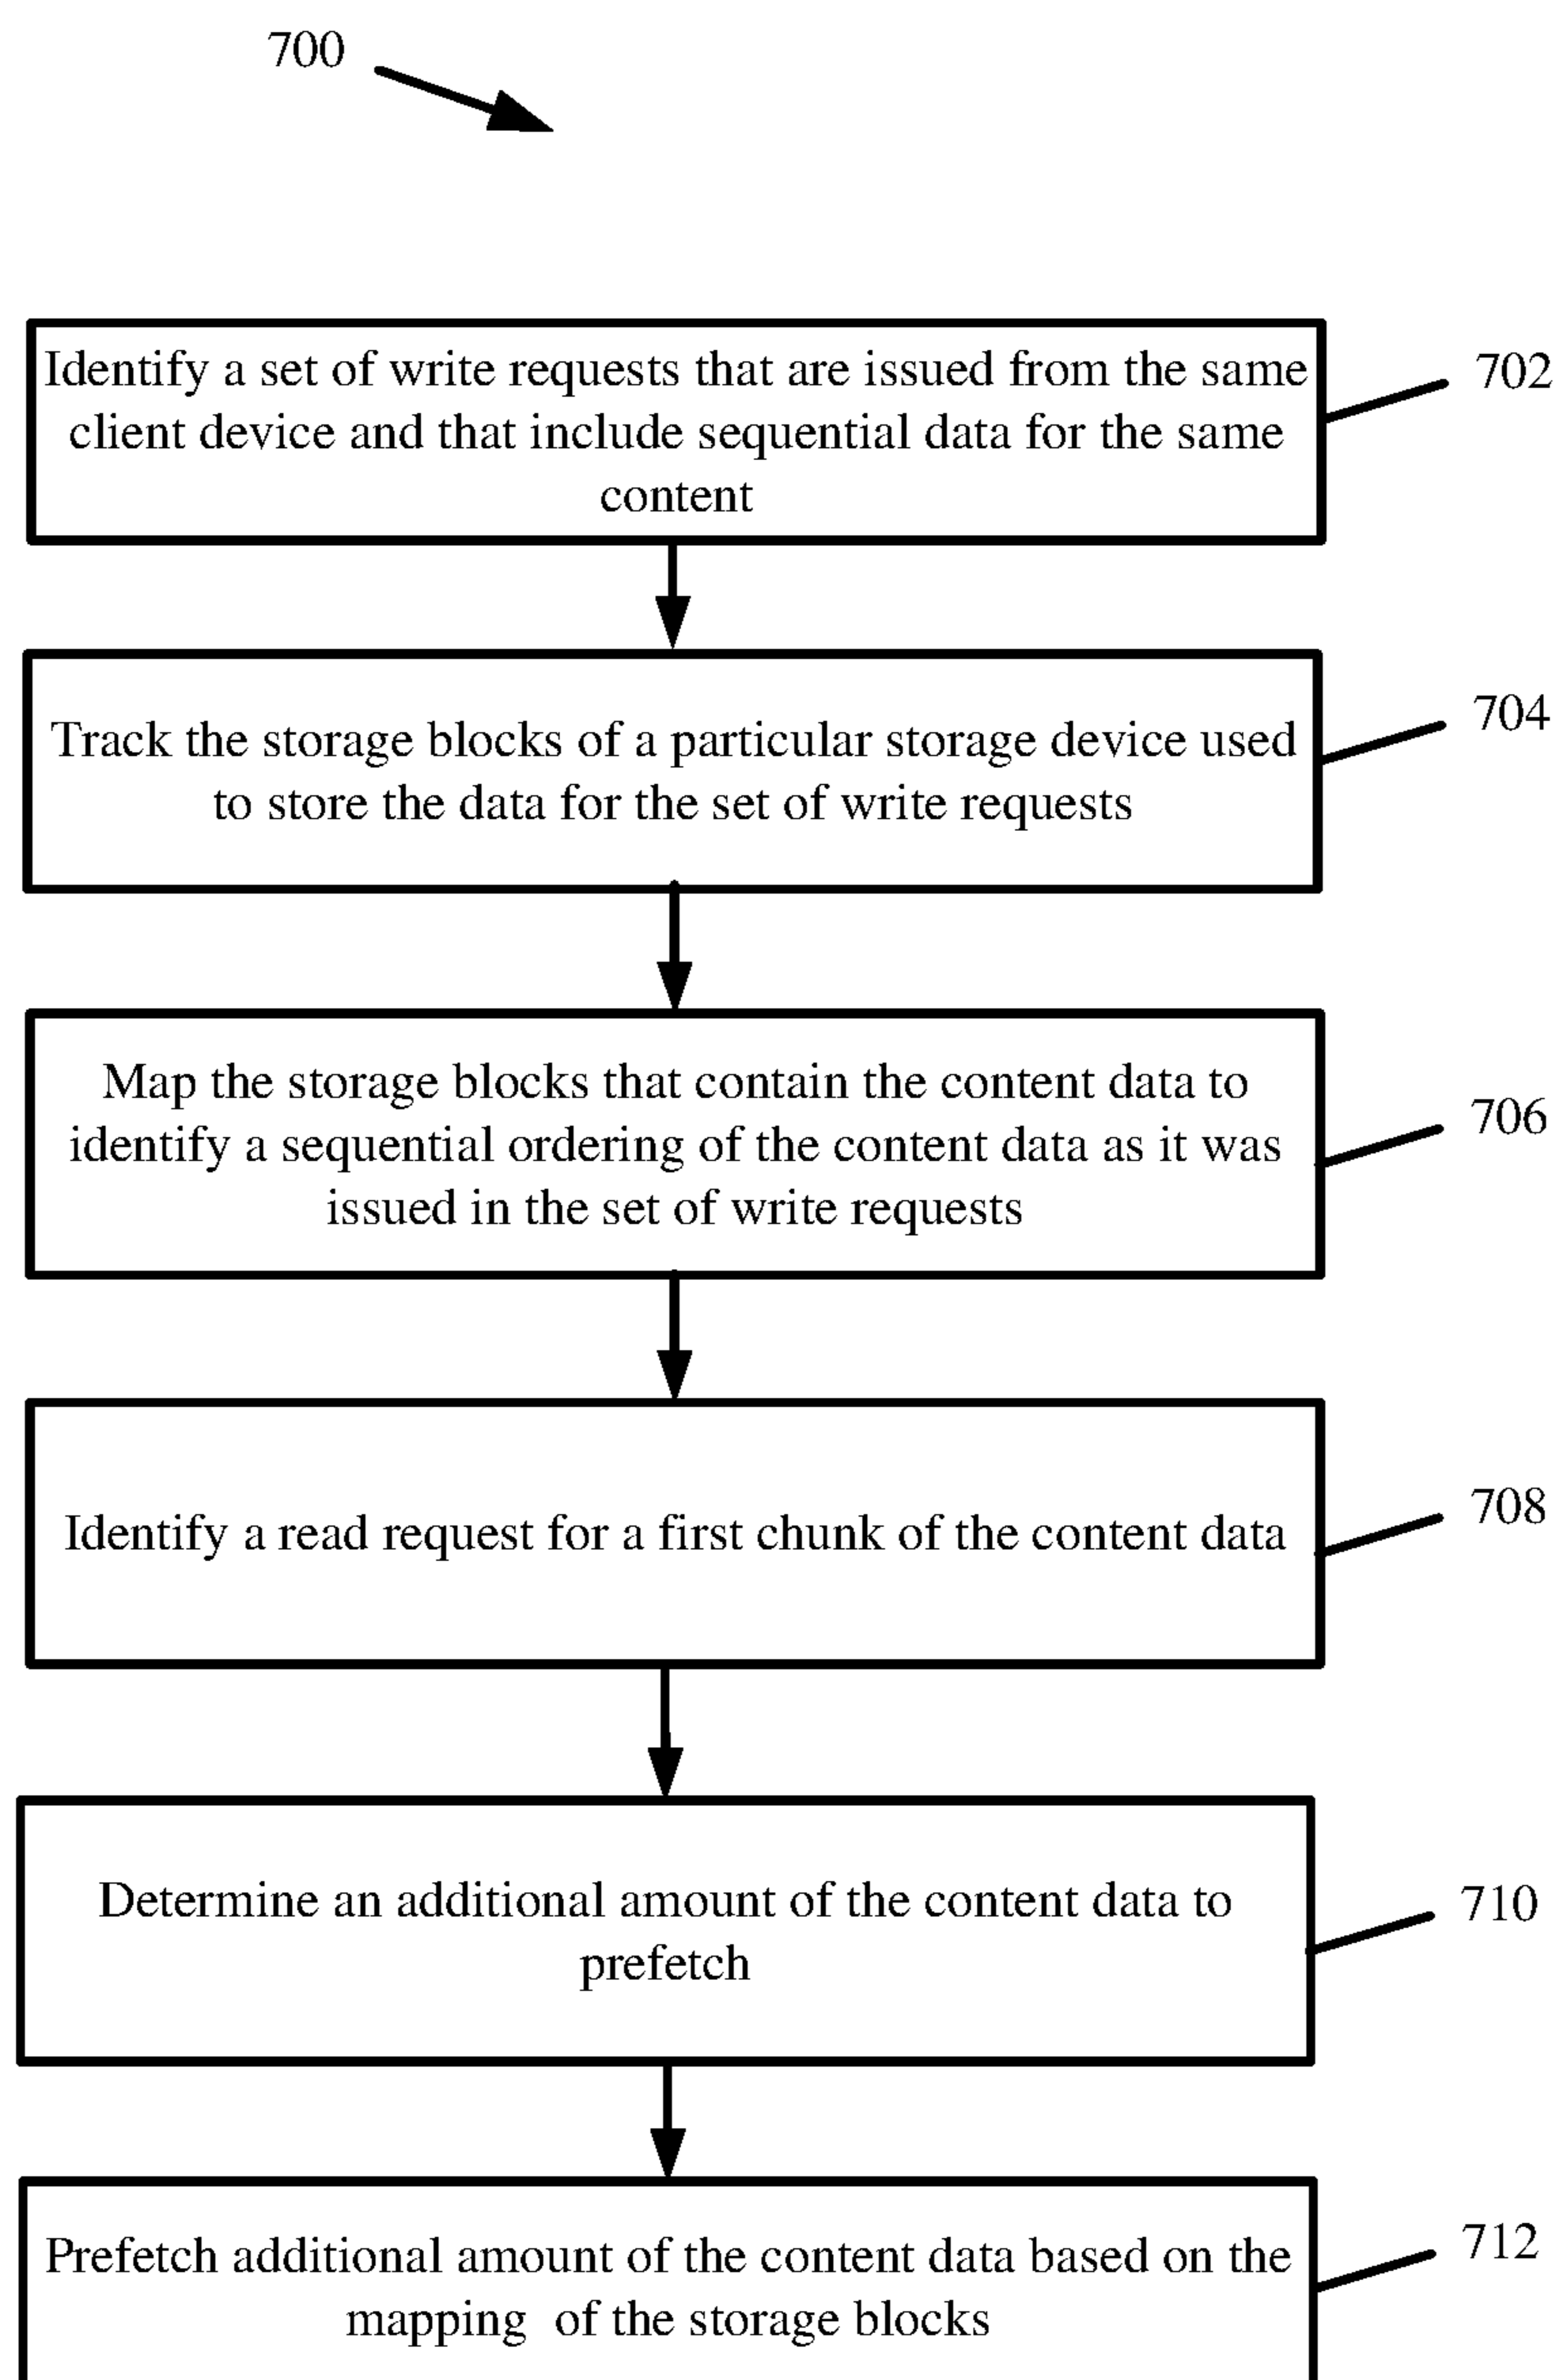 700
Identify a set of write requests that are issued from the same
client device and that include sequential data for the same
content
702
Track the storage blocks of a particular storage device used
to store the data for the set of write requests
704
Map the storage blocks that contain the content data to
identify a sequential ordering of the content data as it was
issued in the set of write requests
706
Identify a read request for a first chunk of the content data
708
Determine an additional amount of the content data to
prefetch
710
Prefetch additional amount of the content data based on the
mapping  of the storage blocks
712